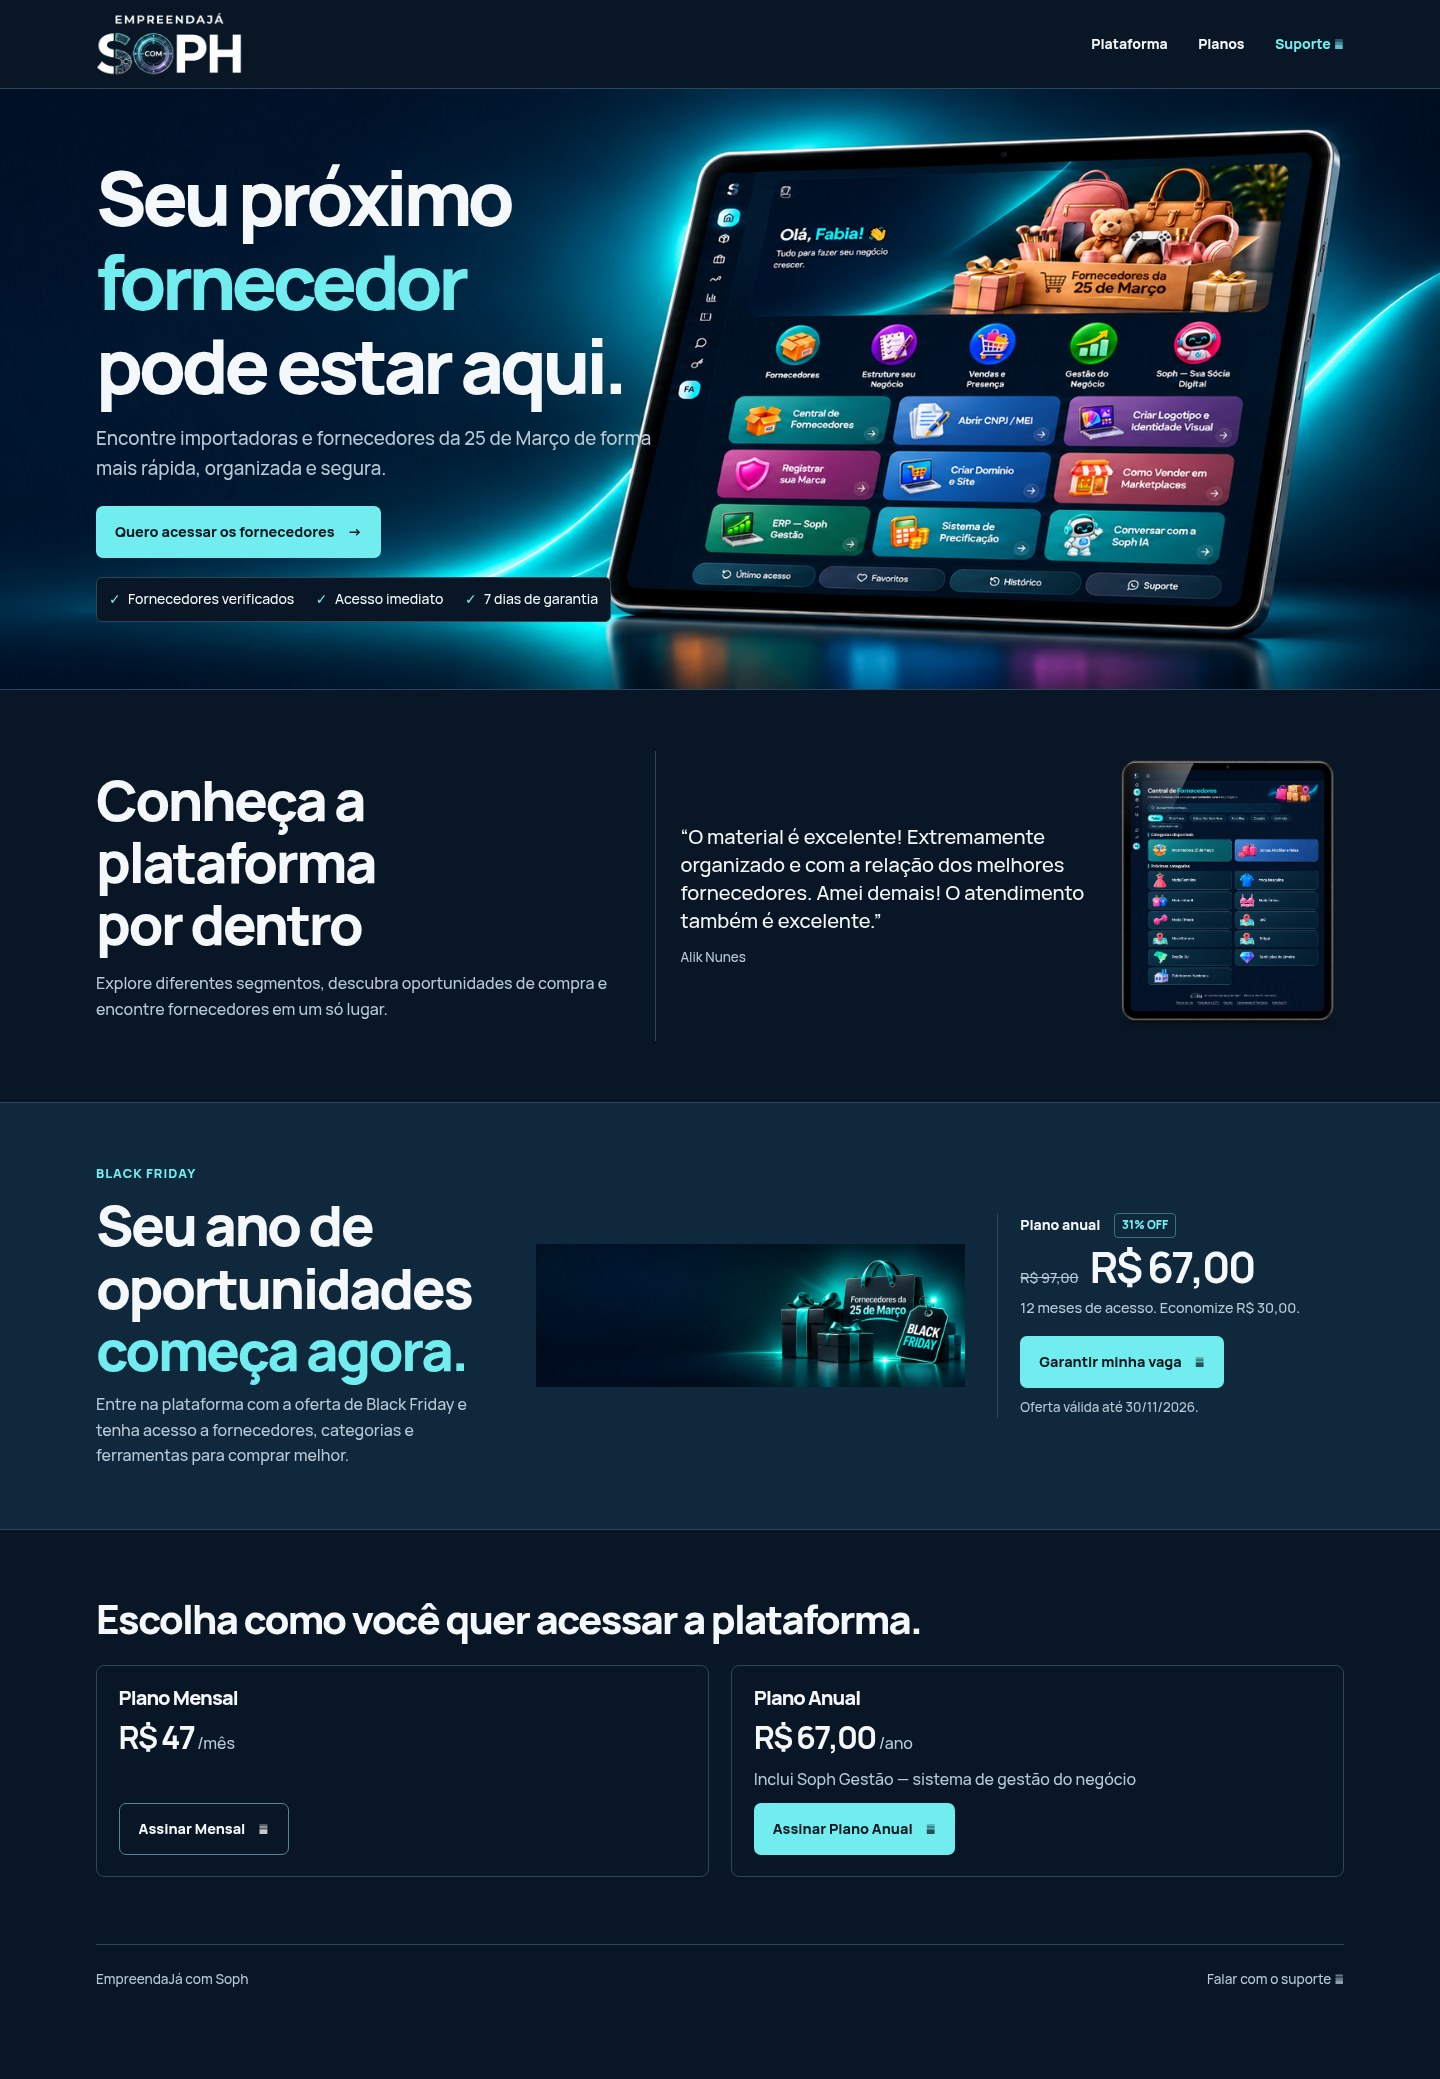 EMPREENDAJÁ
SOPH
COM
Plataforma
Planos
Suporte
Seu próximo
fornecedor
pode estar aqui.
Encontre importadoras e fornecedores da 25 de Março de forma
mais rápida, organizada e segura.
Quero acessar os fornecedores →
✓ Fornecedores verificados ✓ Acesso imediato ✓ 7 dias de garantia
S
Olá, Fabia! 👋
Tudo para fazer seu negócio
crescer.
Fornecedores da
25 de Março
FA
Fornecedores
Estruture seu
Negócio
Vendas e
Presença
Gestão do
Negócio
Soph — Sua Sócia
Digital
Central de
Fornecedores
Abrir CNPJ / MEI
Criar Logotipo e
Identidade Visual
Registrar
sua Marca
Criar Domínio
e Site
Como Vender em
Marketplaces
ERP — Soph
Gestão
Sistema de
Precificação
Conversar com a
Soph IA
Último acesso
Favoritos
Histórico
Suporte
Conheça a
plataforma
por dentro
Explore diferentes segmentos, descubra oportunidades de compra e
encontre fornecedores em um só lugar.
“O material é excelente! Extremamente
organizado e com a relação dos melhores
fornecedores. Amei demais! O atendimento
também é excelente.”
Alik Nunes
Central de Fornecedores
BLACK FRIDAY
Seu ano de
oportunidades
começa agora.
Entre na plataforma com a oferta de Black Friday e
tenha acesso a fornecedores, categorias e
ferramentas para comprar melhor.
Fornecedores da
25 de Março
BLACK
FRIDAY
Plano anual 31% OFF
R$ 97,00 R$ 67,00
12 meses de acesso. Economize R$ 30,00.
Garantir minha vaga
Oferta válida até 30/11/2026.
Escolha como você quer acessar a plataforma.
Plano Mensal
R$ 47 /mês
Assinar Mensal
Plano Anual
R$ 67,00 /ano
Inclui Soph Gestão — sistema de gestão do negócio
Assinar Plano Anual
EmpreendaJá com Soph
Falar com o suporte